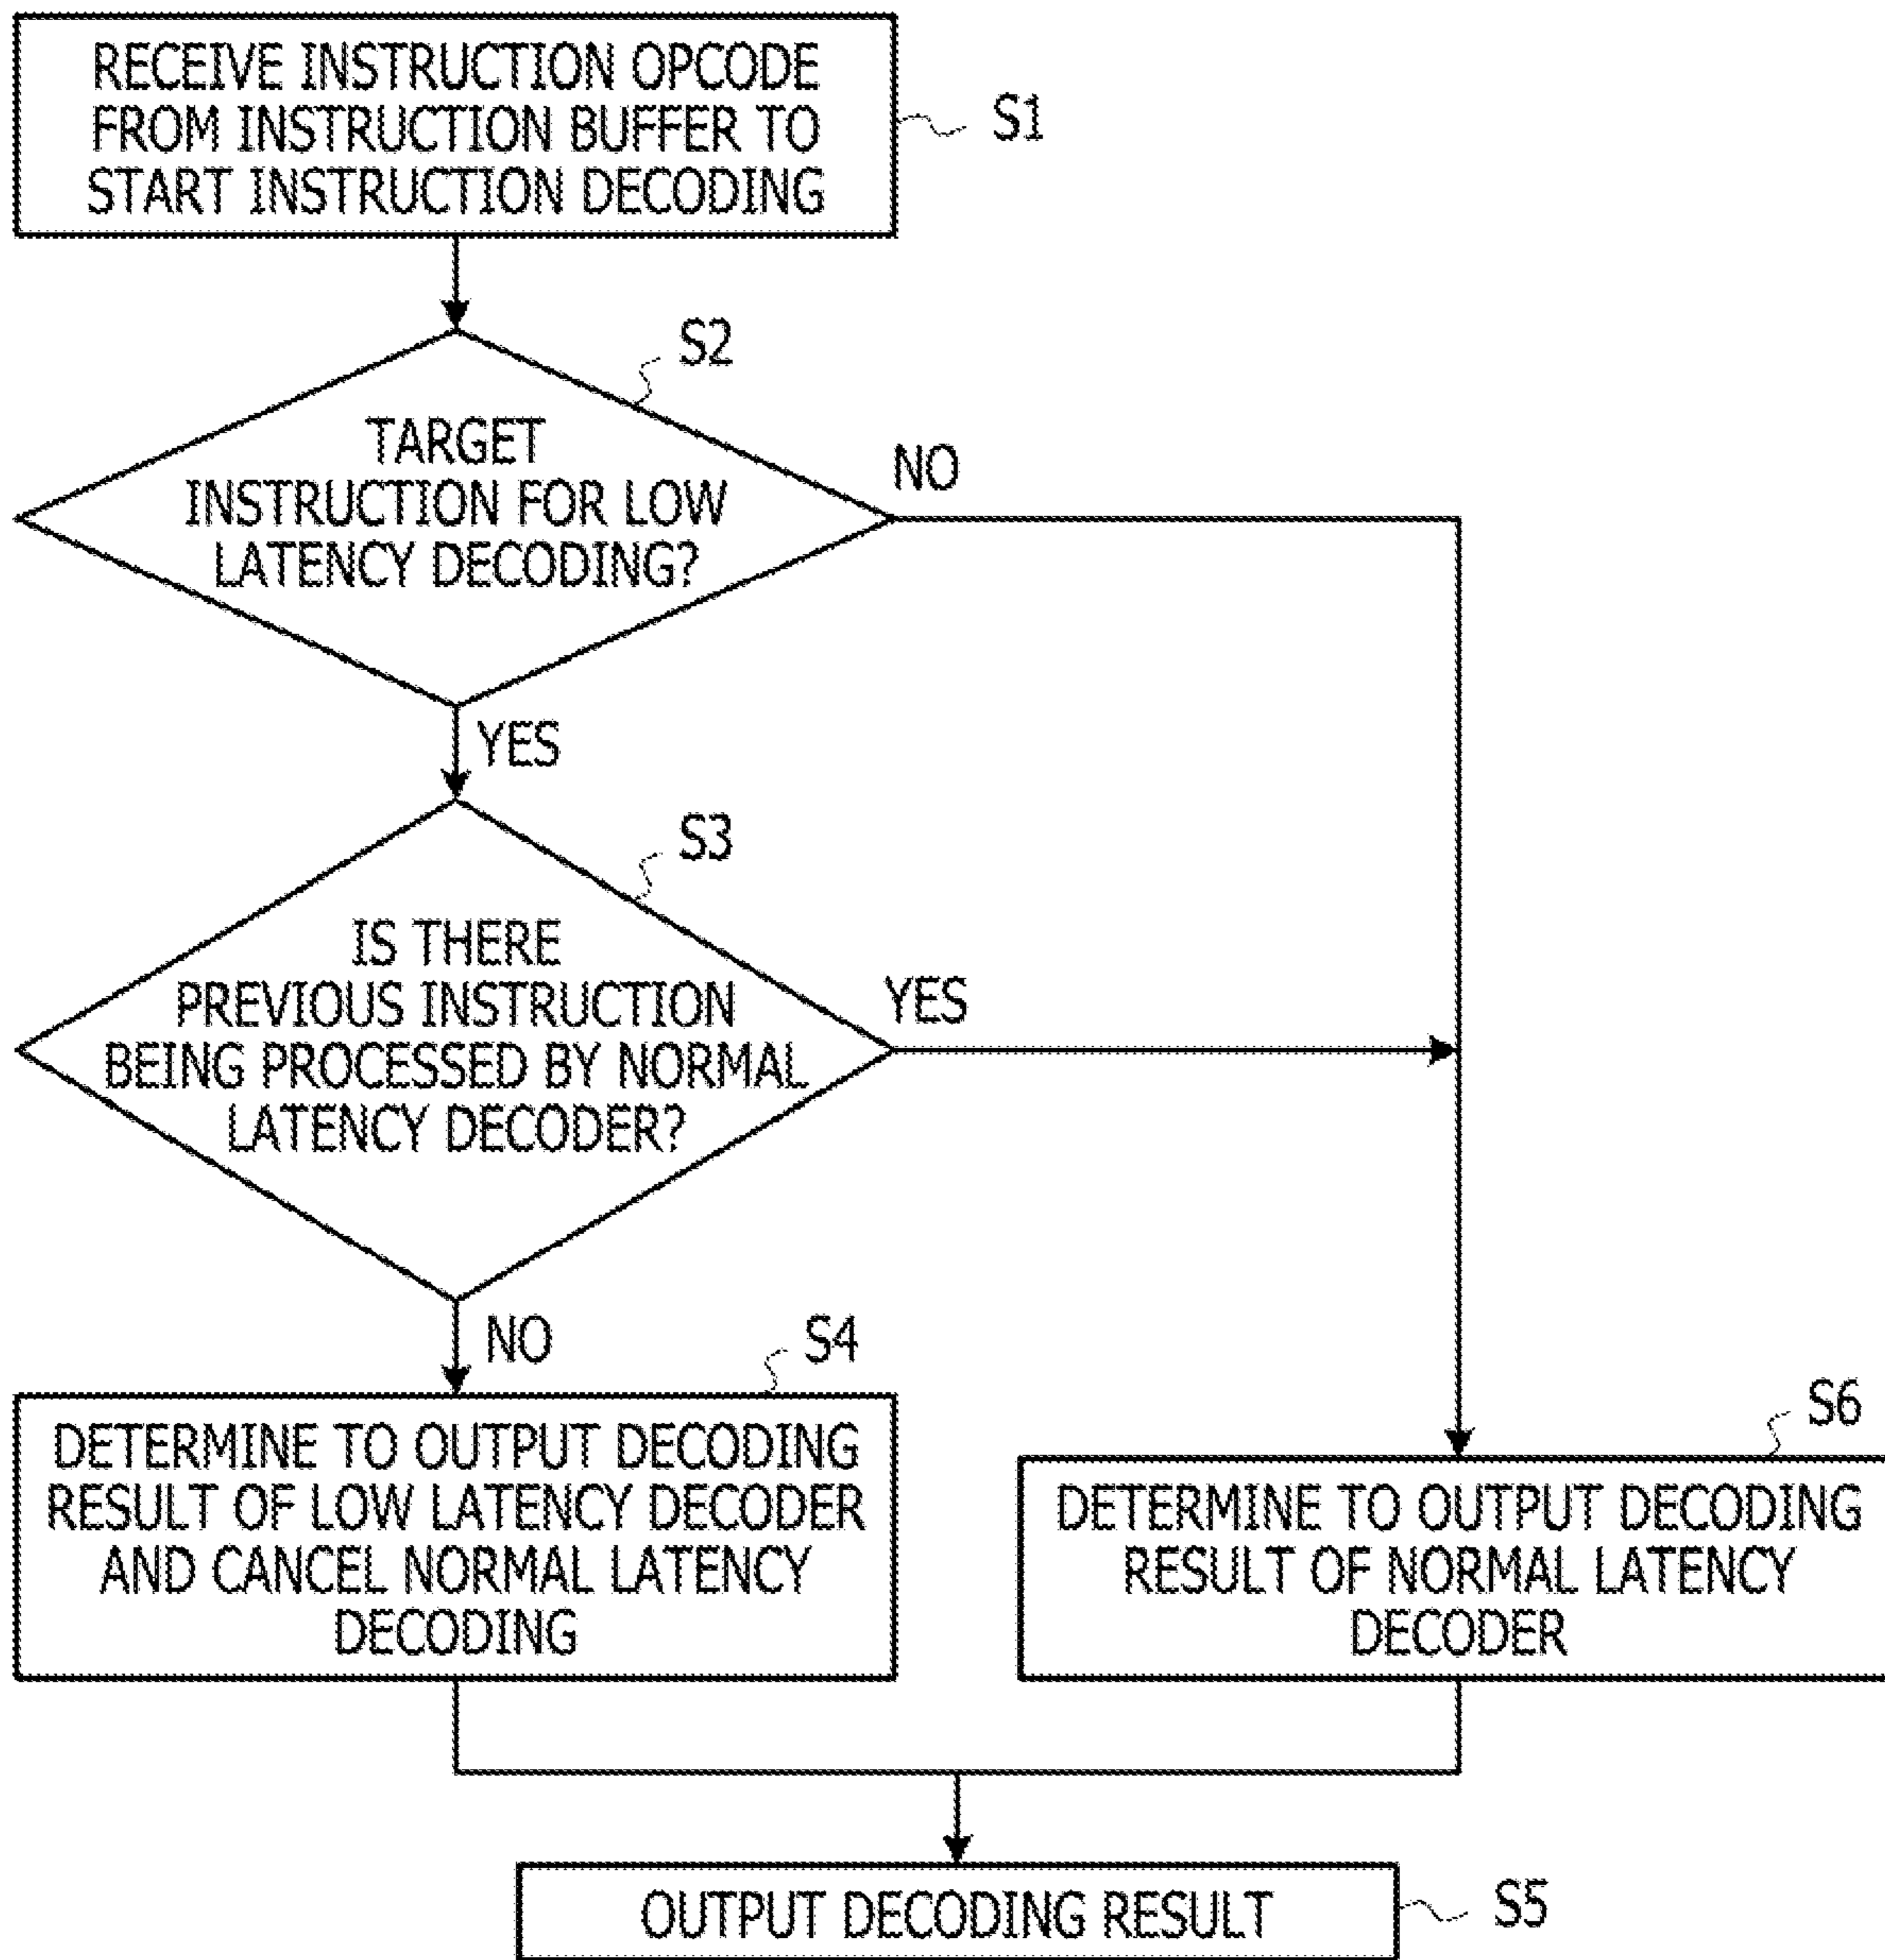 RECEIVE INSTRUCTION OPCODE
FROM INSTRUCTION BUFFER TO
START INSTRUCTION DECODING
S1
S2
TARGET
INSTRUCTION FOR LOW
LATENCY DECODING?
NO
YES
S3
IS THERE
PREVIOUS INSTRUCTION
BEING PROCESSED BY NORMAL
LATENCY DECODER?
YES
NO
S4
DETERMINE TO OUTPUT DECODING
RESULT OF LOW LATENCY DECODER
AND CANCEL NORMAL LATENCY
DECODING
S6
DETERMINE TO OUTPUT DECODING
RESULT OF NORMAL LATENCY
DECODER
OUTPUT DECODING RESULT
S5